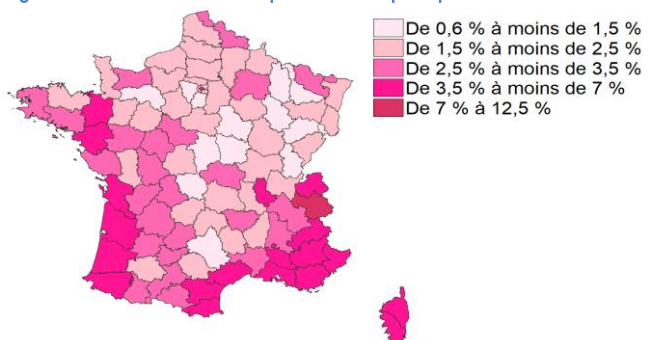 De 0,6 % à moins de 1,5 %
De 1,5 % à moins de 2,5 %
De 2,5 % à moins de 3,5 %
De 3,5 % à moins de 7 %
De 7 % à 12,5 %